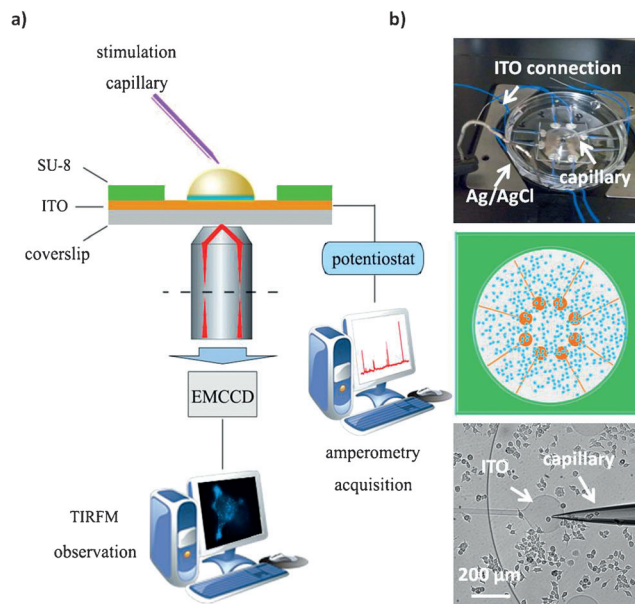 a)
stimulation
capillary
SU-8
ITO
coverslip
potentiostat
EMCCD
amperometry
acquisition
TIRFM
observation
b)
ITO connection
capillary
Ag/AgCl
ITO
capillary
200 μm